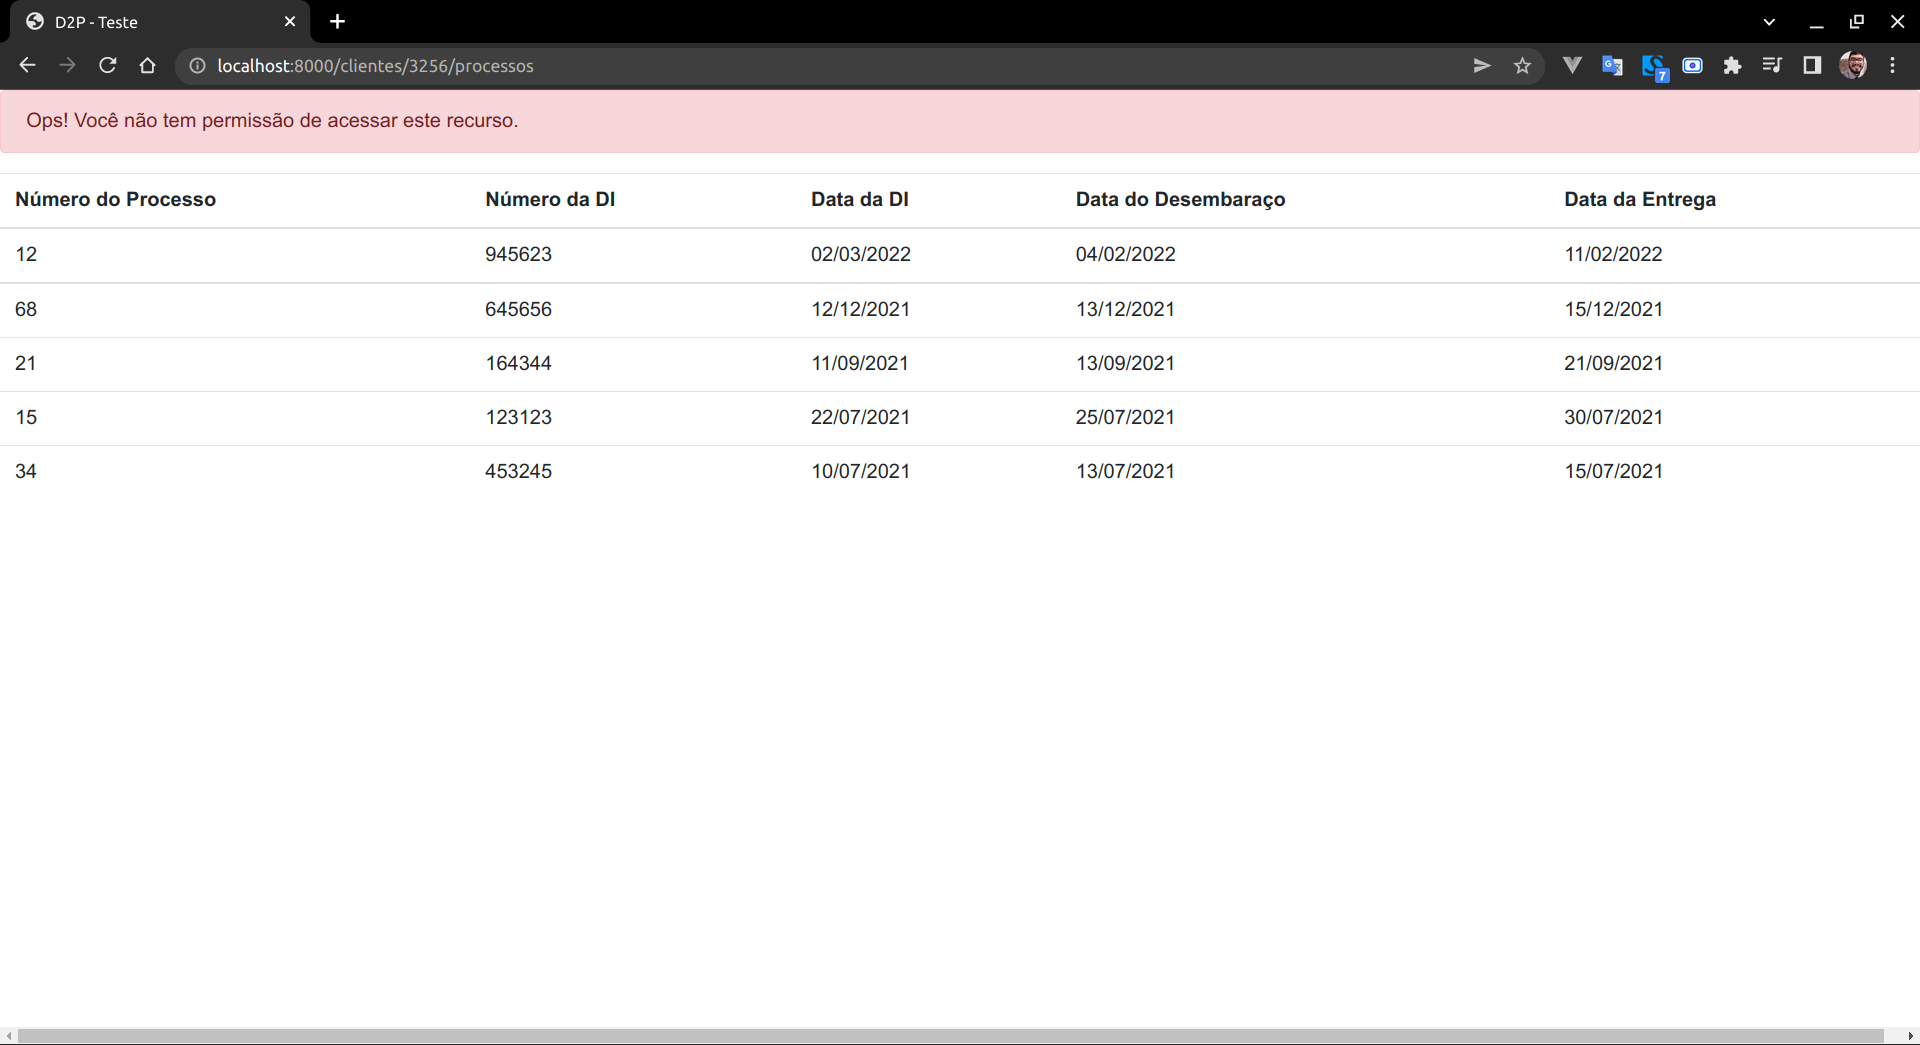 D2P - Teste
localhost:8000/clientes/3256/processos
7
Ops! Você não tem permissão de acessar este recurso.
Número do Processo Número da DI Data da DI Data do Desembaraço Data da Entrega
12 945623 02/03/2022 04/02/2022 11/02/2022
68 645656 12/12/2021 13/12/2021 15/12/2021
21 164344 11/09/2021 13/09/2021 21/09/2021
15 123123 22/07/2021 25/07/2021 30/07/2021
34 453245 10/07/2021 13/07/2021 15/07/2021